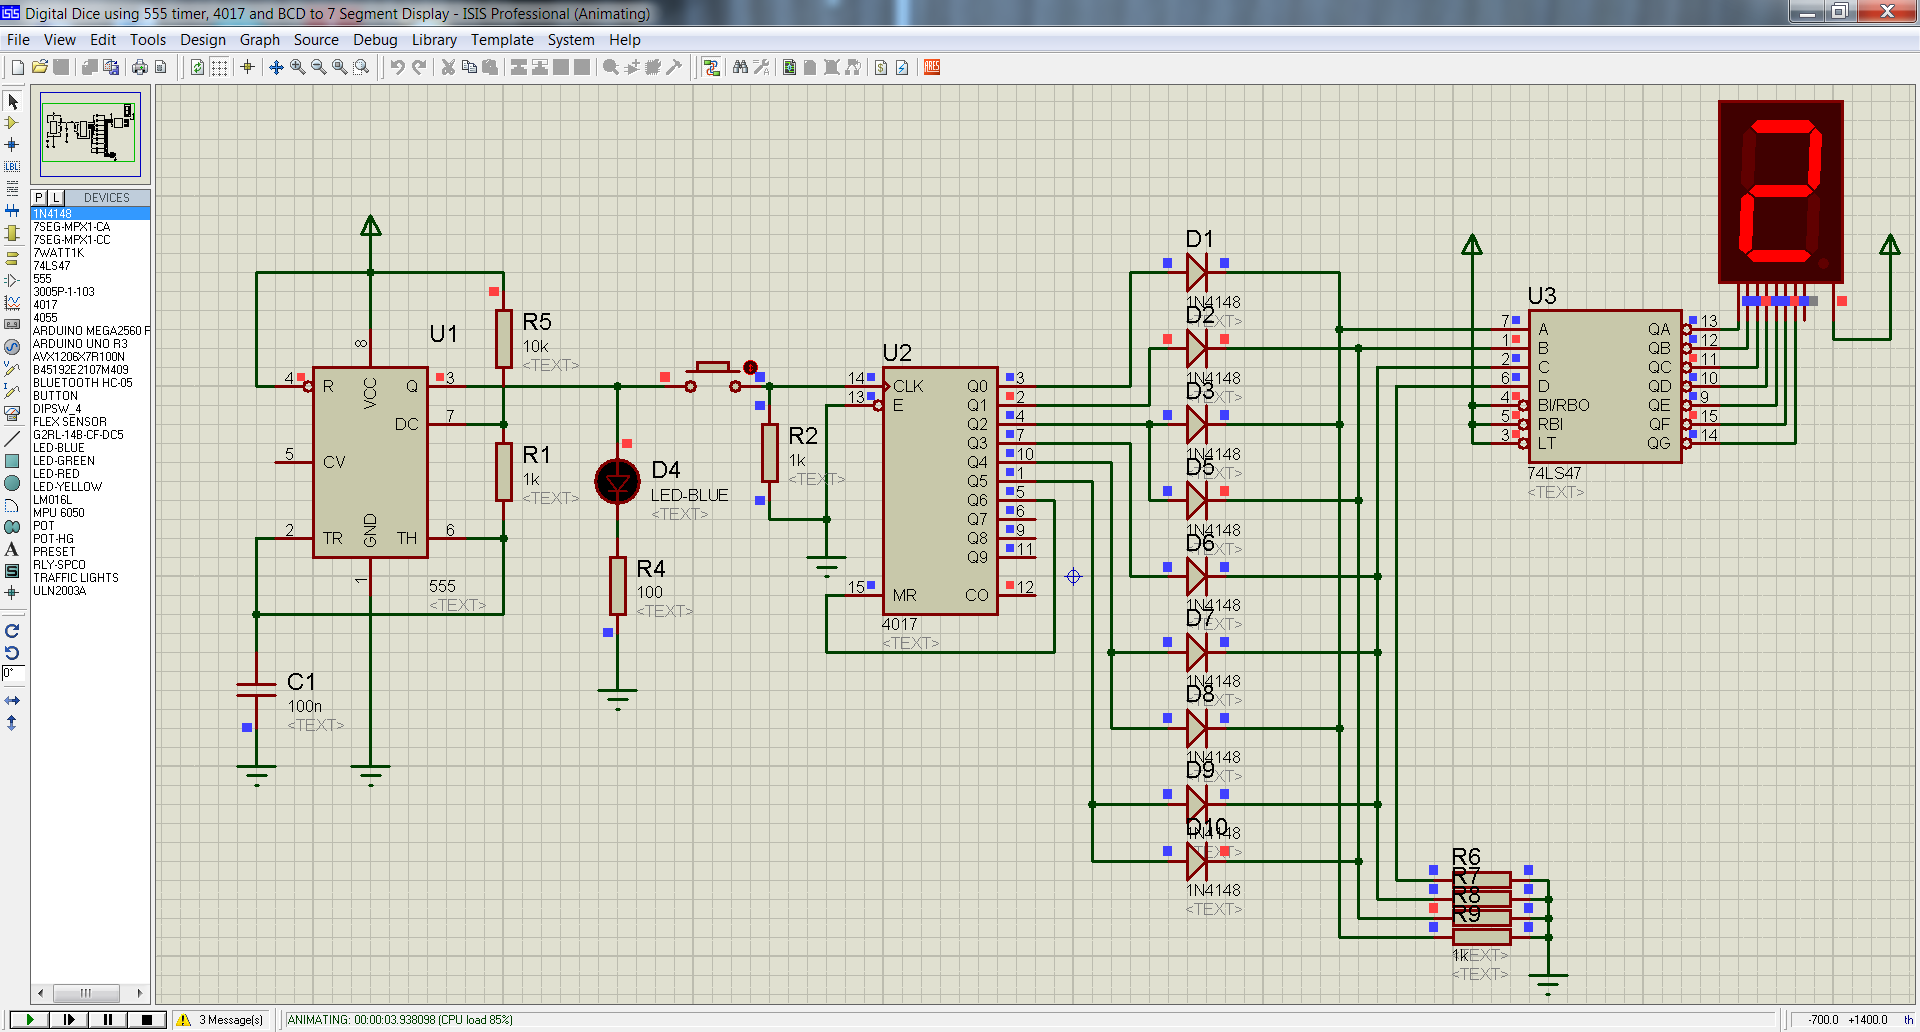 Digital Dice using 555 timer, 4017 and BCD to 7 Segment Display - ISIS Professional (Animating)
File View Edit Tools Design Graph Source Debug Library Template System Help
P L DEVICES
1N4148
7SEG-MPX1-CA
7SEG-MPX1-CC
7WATT1K
74LS47
555
3005P-1-103
4017
4055
ARDUINO MEGA2560 R
ARDUINO UNO R3
AVX1206X7R100N
B45192E2107M409
BLUETOOTH HC-05
BUTTON
DIPSW_4
FLEX SENSOR
G2RL-14B-CF-DC5
LED-BLUE
LED-GREEN
LED-RED
LED-YELLOW
LM016L
MPU 6050
POT
POT-HG
PRESET
RLY-SPCO
TRAFFIC LIGHTS
ULN2003A
0°
U1
4 R
8 VCC
Q 3
DC 7
5 CV
2 TR
GND 1
TH 6
555
<TEXT>
R5
10k
<TEXT>
R1
1k
<TEXT>
C1
100n
<TEXT>
D4
LED-BLUE
<TEXT>
R4
100
<TEXT>
R2
1k
<TEXT>
U2
14 CLK
13 E
15 MR
Q0 3
Q1 2
Q2 4
Q3 7
Q4 10
Q5 1
Q6 5
Q7 6
Q8 9
Q9 11
CO 12
4017
<TEXT>
D1
1N4148
<TEXT>
D2
1N4148
<TEXT>
D3
1N4148
<TEXT>
D5
1N4148
<TEXT>
D6
1N4148
<TEXT>
D7
1N4148
<TEXT>
D8
1N4148
<TEXT>
D9
1N4148
<TEXT>
D10
1N4148
<TEXT>
U3
7 A QA 13
1 B QB 12
2 C QC 11
6 D QD 10
4 BI/RBO QE 9
5 RBI QF 15
3 LT QG 14
74LS47
<TEXT>
2
R6
R7
R8
R9
1k
<TEXT>
<TEXT>
3 Message(s) ANIMATING: 00:00:03.938098 (CPU load 85%) -700.0 +1400.0 th